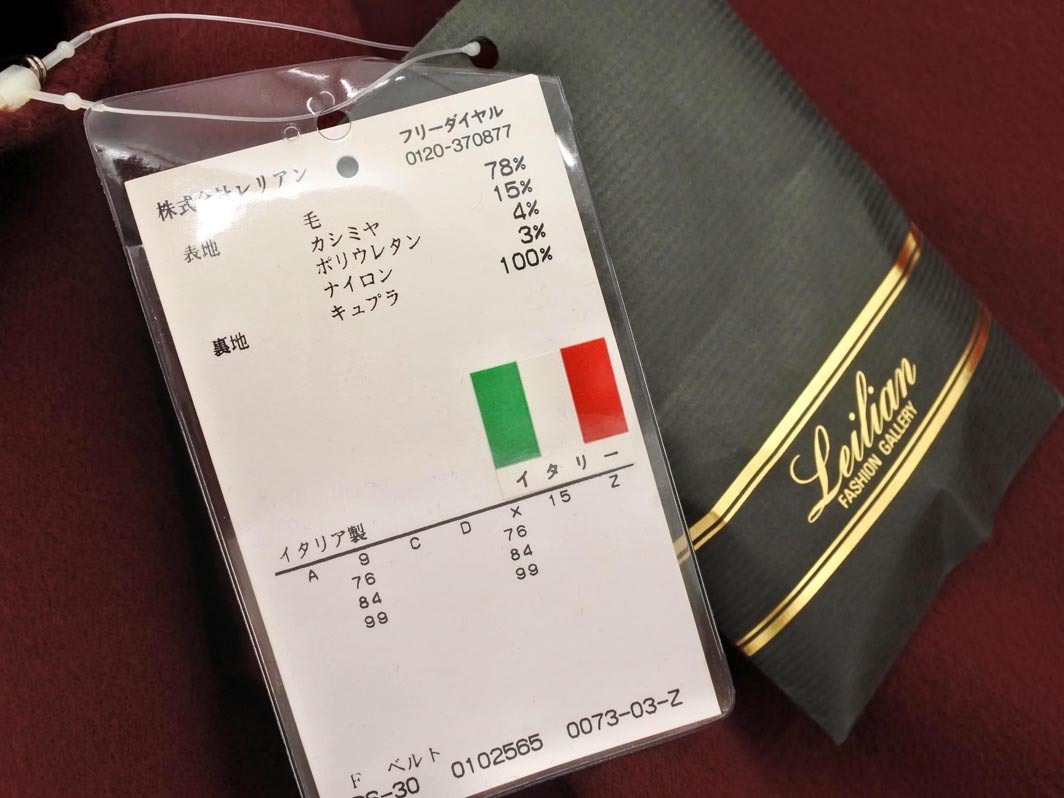 フリーダイヤル
0120-370877
株式会社レリアン
表地 毛 78%
カシミヤ 15%
ポリウレタン 4%
ナイロン 3%
裏地 キュプラ 100%
イタリー
イタリア製
A 9 C D X 15 Z
76 76
84 84
99 99
F ベルト
-30 0102565 0073-03-Z
Leilian
FASHION GALLERY